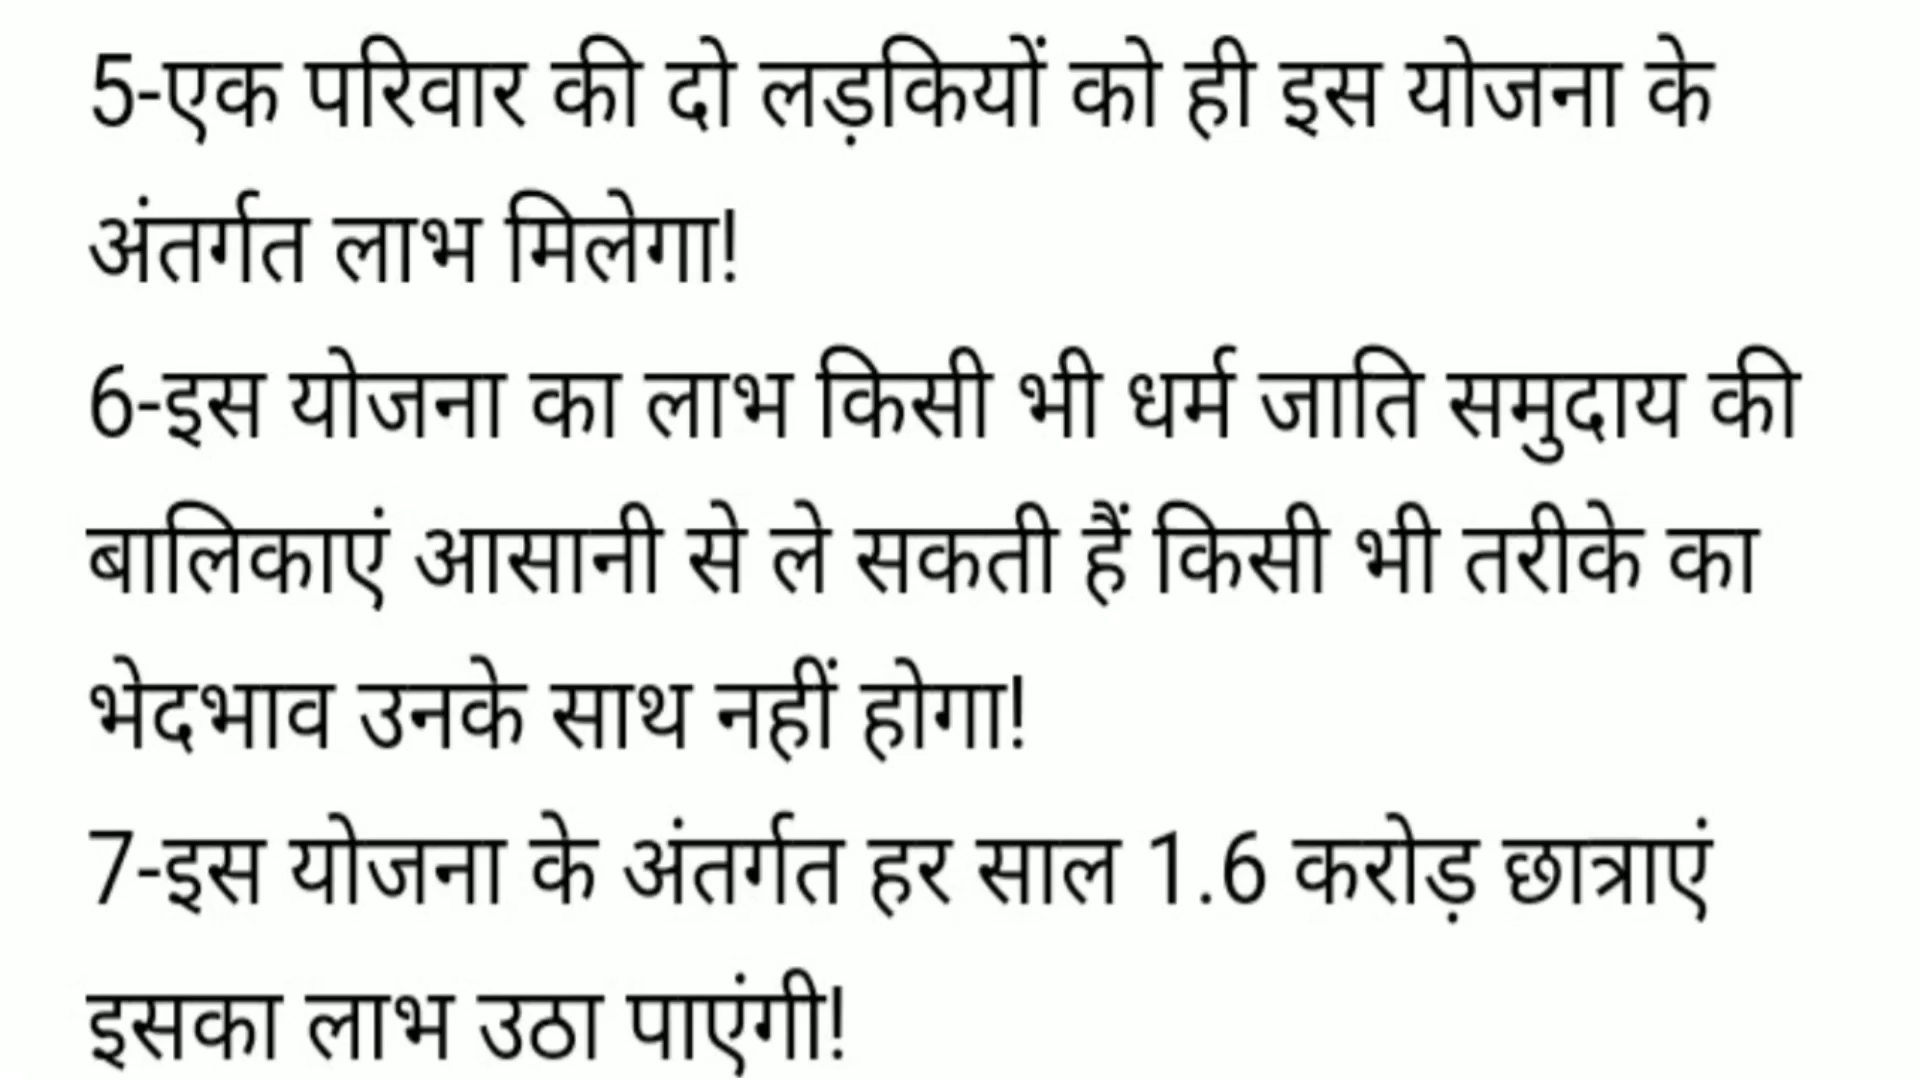 5-एक परिवार की दो लड़कियों को ही इस योजना के
अंतर्गत लाभ मिलेगा!
6-इस योजना का लाभ किसी भी धर्म जाति समुदाय की
बालिकाएं आसानी से ले सकती हैं किसी भी तरीके का
भेदभाव उनके साथ नहीं होगा!
7-इस योजना के अंतर्गत हर साल 1.6 करोड़ छात्राएं
इसका लाभ उठा पाएंगी!